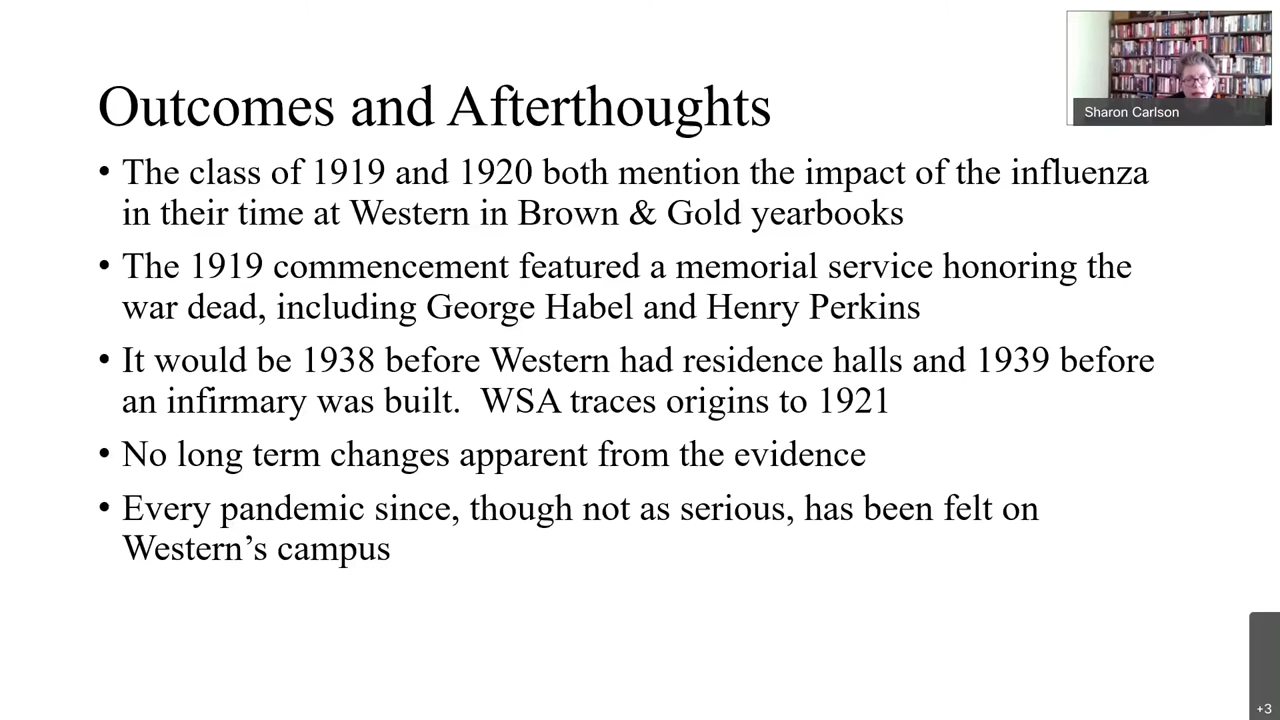 Outcomes and Afterthoughts
• The class of 1919 and 1920 both mention the impact of the influenza
in their time at Western in Brown & Gold yearbooks
• The 1919 commencement featured a memorial service honoring the
war dead, including George Habel and Henry Perkins
• It would be 1938 before Western had residence halls and 1939 before
an infirmary was built.  WSA traces origins to 1921
• No long term changes apparent from the evidence
• Every pandemic since, though not as serious, has been felt on
Western’s campus
Sharon Carlson
+3